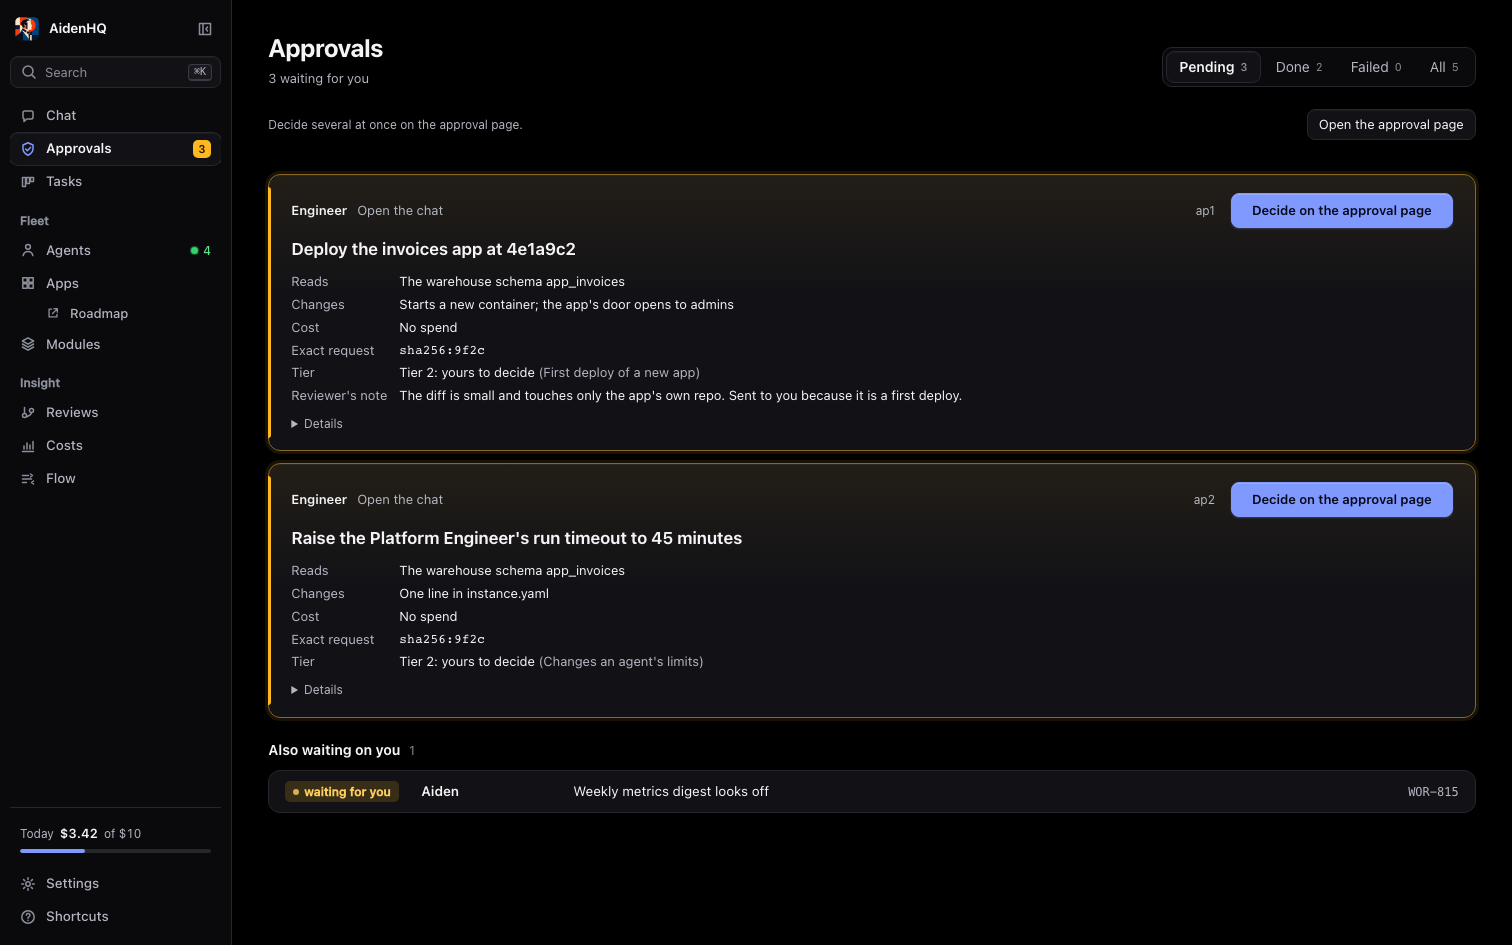 AidenHQ
Search ⌘K
Chat
Approvals 3
Tasks
Fleet
Agents 4
Apps
Roadmap
Modules
Insight
Reviews
Costs
Flow
Today $3.42 of $10
Settings
Shortcuts
Approvals
3 waiting for you
Pending 3 Done 2 Failed 0 All 5
Decide several at once on the approval page.
Open the approval page
Engineer Open the chat ap1 Decide on the approval page
Deploy the invoices app at 4e1a9c2
Reads The warehouse schema app_invoices
Changes Starts a new container; the app's door opens to admins
Cost No spend
Exact request sha256:9f2c
Tier Tier 2: yours to decide (First deploy of a new app)
Reviewer's note The diff is small and touches only the app's own repo. Sent to you because it is a first deploy.
Details
Engineer Open the chat ap2 Decide on the approval page
Raise the Platform Engineer's run timeout to 45 minutes
Reads The warehouse schema app_invoices
Changes One line in instance.yaml
Cost No spend
Exact request sha256:9f2c
Tier Tier 2: yours to decide (Changes an agent's limits)
Details
Also waiting on you 1
waiting for you Aiden Weekly metrics digest looks off WOR-815